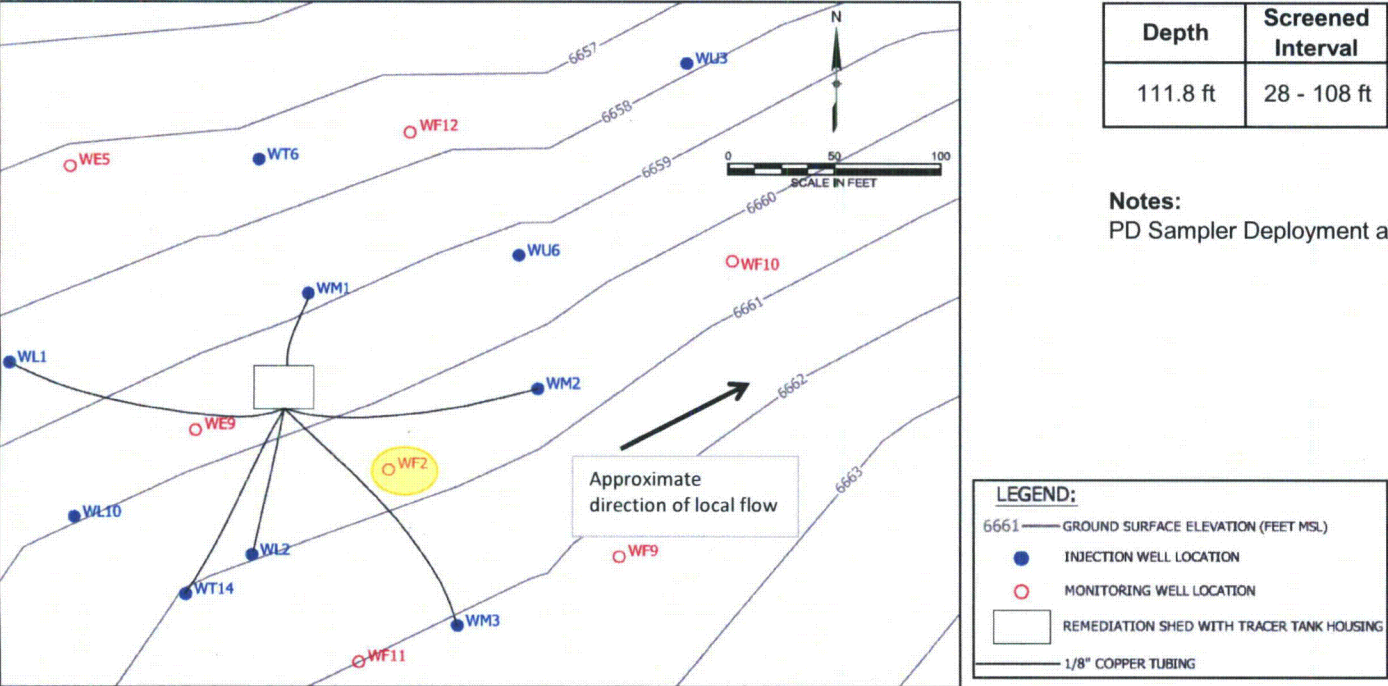 N
6657
WU3
6658
WF12
WE5
WT6
6659
0
50
100
SCALE IN FEET
6660
WU6
WF10
WM1
6661
WL1
WM2
6662
WE9
WF2
Approximate
direction of local flow
6663
WL10
WL2
WF9
WT14
WM3
WF11
Depth
Screened
Interval
111.8 ft
28 - 108 ft
Notes:
PD Sampler Deployment a
LEGEND:
6661 GROUND SURFACE ELEVATION (FEET MSL)
INJECTION WELL LOCATION
MONITORING WELL LOCATION
REMEDIATION SHED WITH TRACER TANK HOUSING
1/8" COPPER TUBING